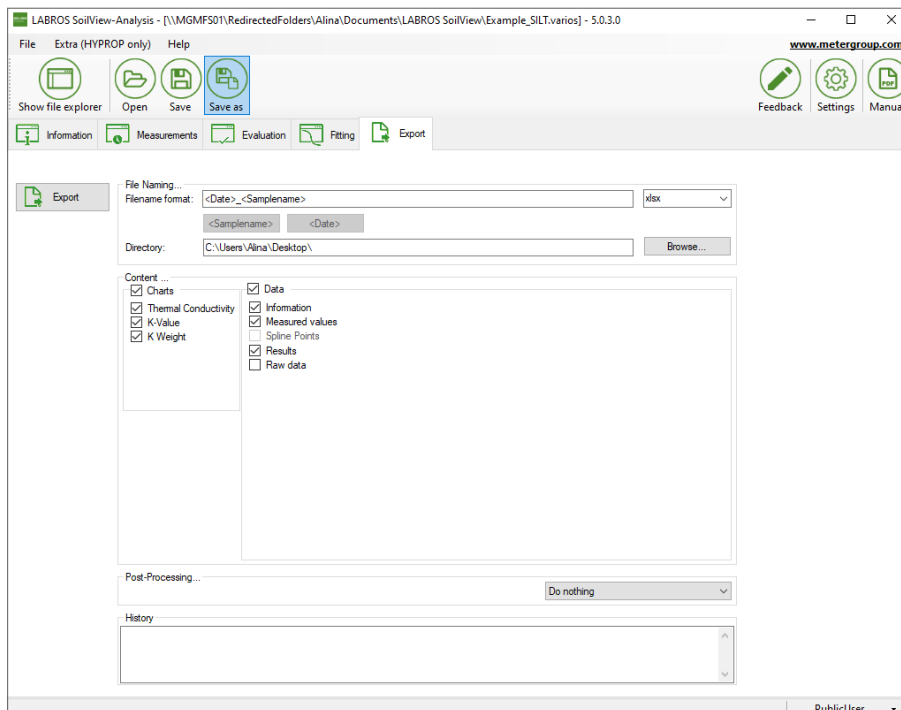 LABROS SoilView-Analysis - [\\MGMFS01\RedirectedFolders\Alina\Documents\LABROS SoilView\Example_SILT.varios] - 5.0.3.0
File Extra (HYPROP only) Help www.metergroup.com
Show file explorer Open Save Save as Feedback Settings PDF Manua
Information Measurements Evaluation Fitting Export
Export
File Naming...
Filename format: <Date>_<Samplename> xlsx
<Samplename> <Date>
Directory: C:\Users\Alina\Desktop\ Browse...
Content ...
Charts Data
Thermal Conductivity Information
K-Value Measured values
K Weight Spline Points
Results
Raw data
Post-Processing...
Do nothing
History
PublicUser